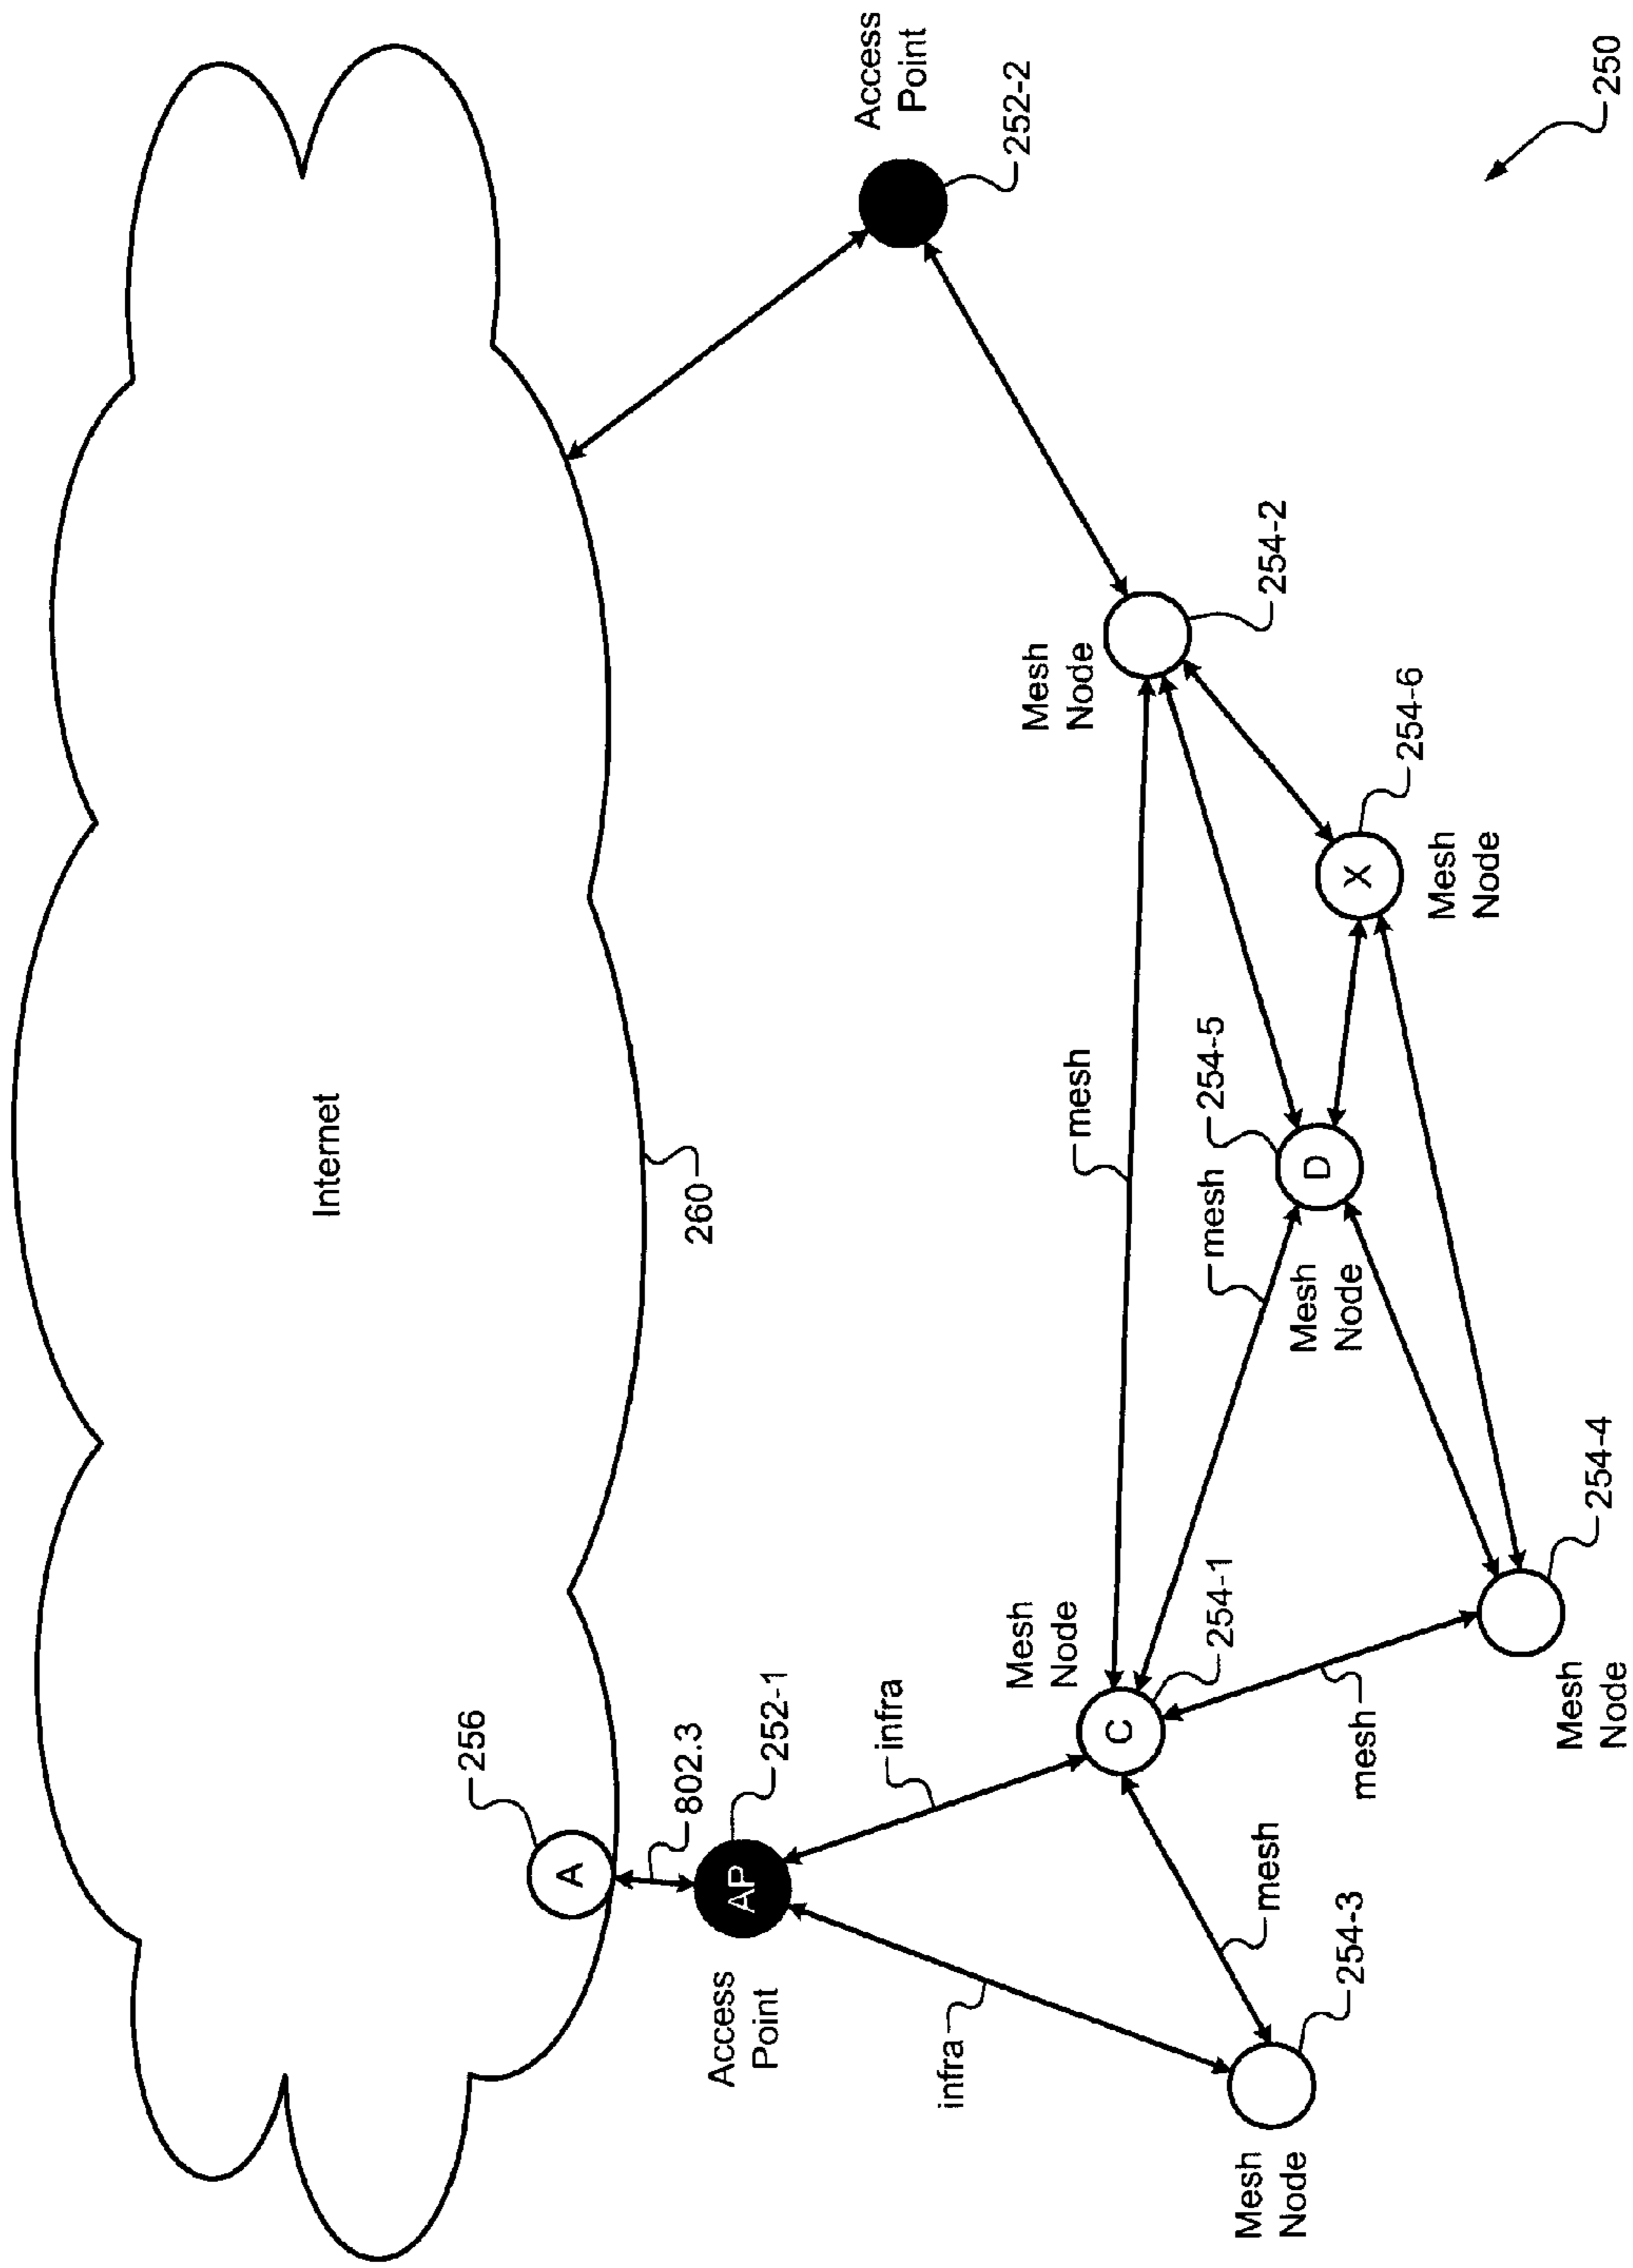 Internet
260
A
256
802.3
AP
252-1
Access
Point
Access
Point
252-2
infra
infra
Mesh
Node
C
254-1
mesh
Mesh
Node
254-2
mesh
254-5
D
Mesh
Node
X
254-6
Mesh
Node
mesh
254-3
Mesh
Node
mesh
254-4
Mesh
Node
250